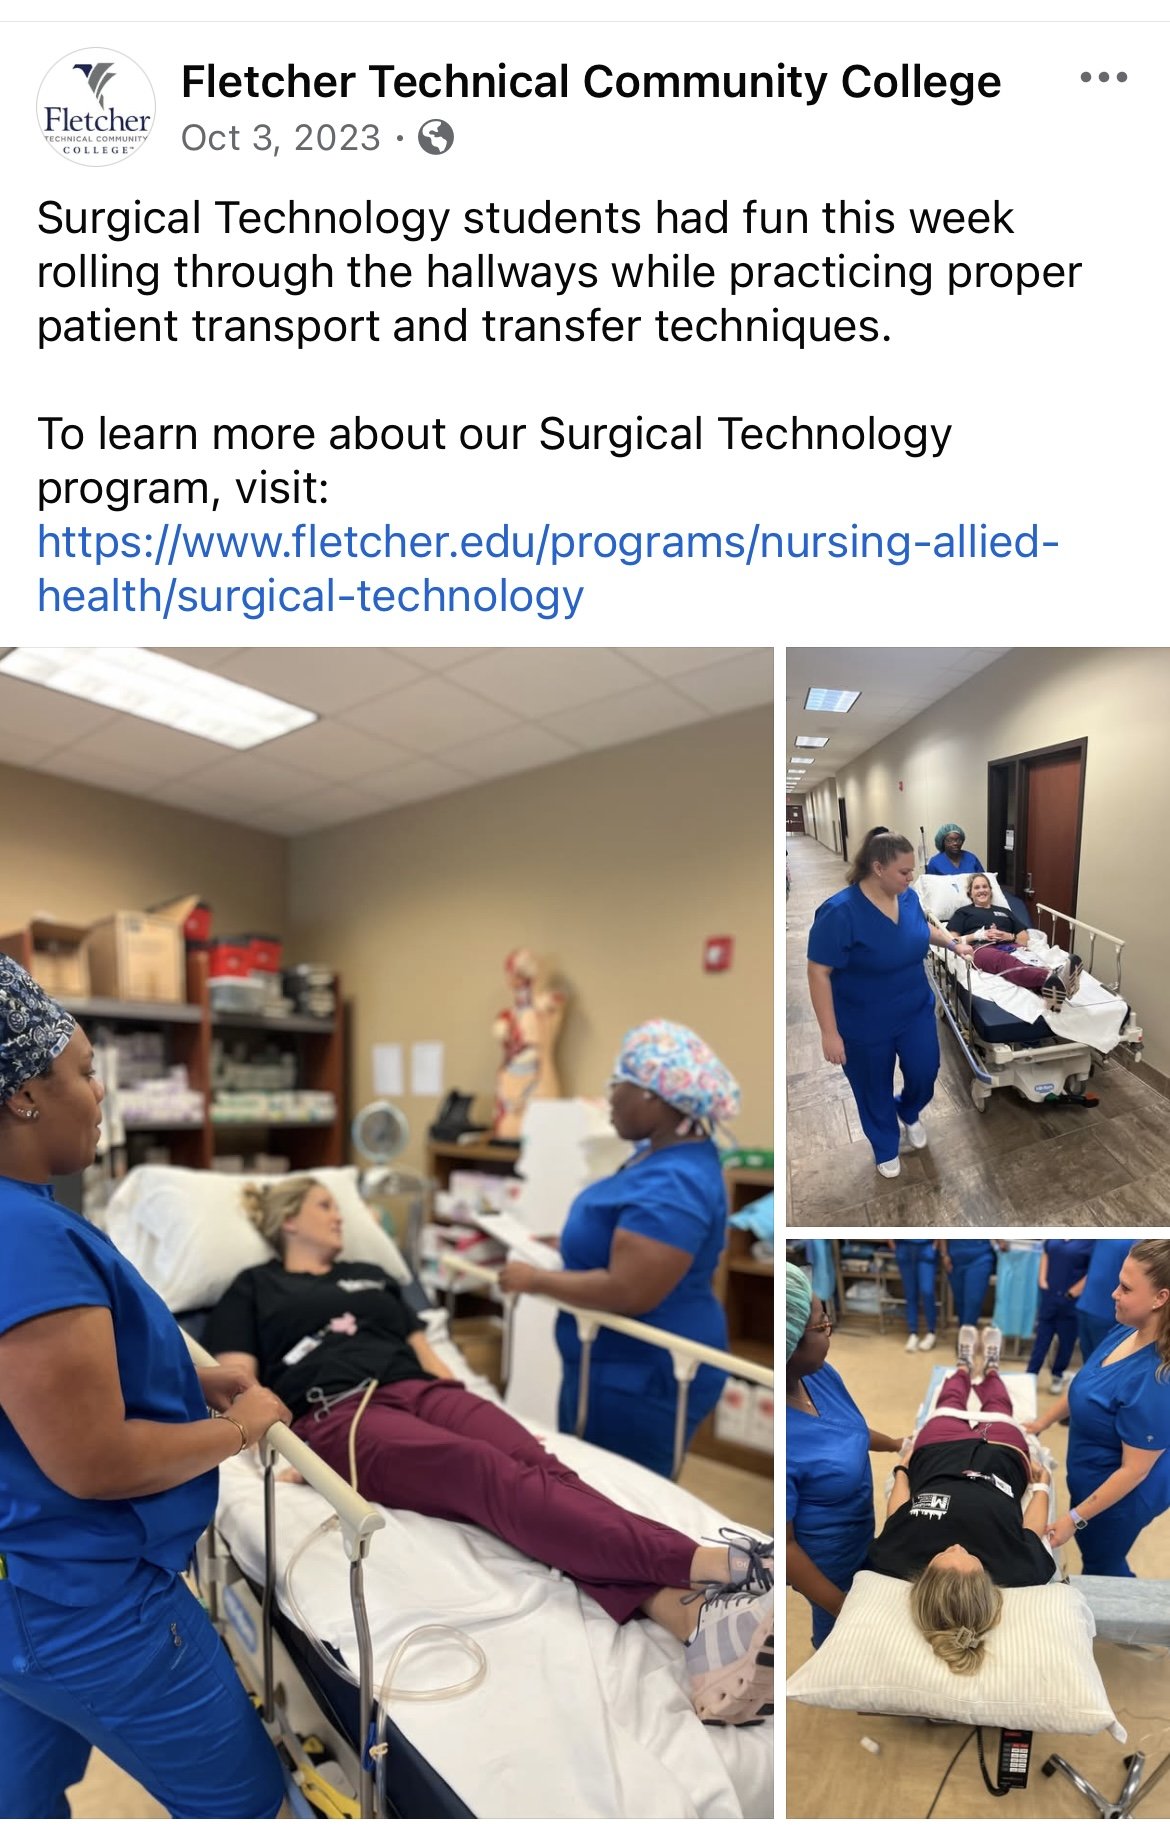 Fletcher
TECHNICAL COMMUNITY
COLLEGE
Fletcher Technical Community College
Oct 3, 2023 ·
Surgical Technology students had fun this week
rolling through the hallways while practicing proper
patient transport and transfer techniques.
To learn more about our Surgical Technology
program, visit:
https://www.fletcher.edu/programs/nursing-allied-
health/surgical-technology
M